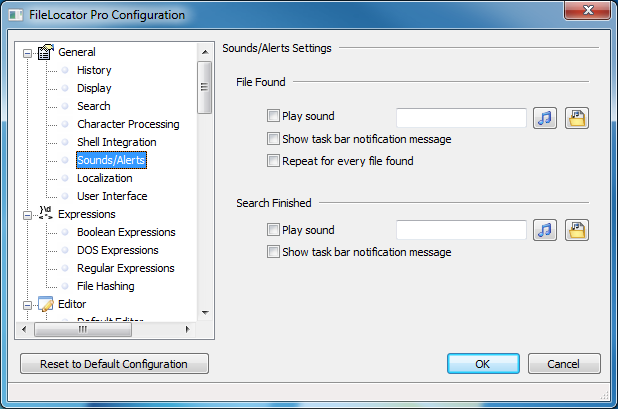 FileLocator Pro Configuration
General
History
Display
Search
Character Processing
Shell Integration
Sounds/Alerts
Localization
User Interface
Expressions
Boolean Expressions
DOS Expressions
Regular Expressions
File Hashing
Editor
Default Editor
Sounds/Alerts Settings
File Found
Play sound
Show task bar notification message
Repeat for every file found
Search Finished
Play sound
Show task bar notification message
Reset to Default Configuration
OK
Cancel